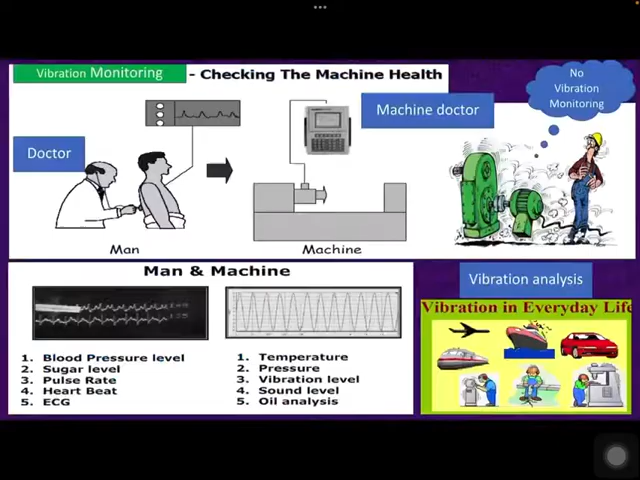 Vibration Monitoring - Checking The Machine Health
No
Vibration
Monitoring
Machine doctor
Doctor
Man
Machine
Man & Machine
1. Blood Pressure level
2. Sugar level
3. Pulse Rate
4. Heart Beat
5. ECG
1. Temperature
2. Pressure
3. Vibration level
4. Sound level
5. Oil analysis
Vibration analysis
Vibration in Everyday Life